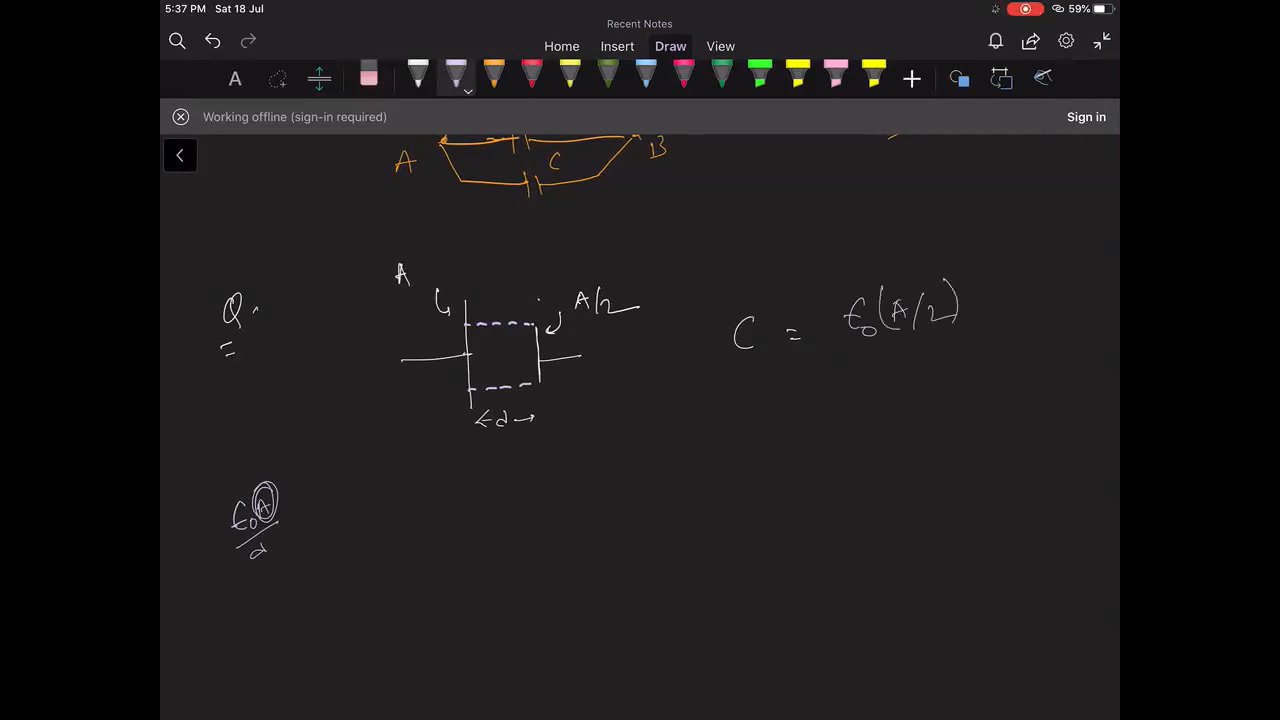 5:37 PM Sat 18 Jul
59%
Recent Notes
Home Insert Draw View
A
Working offline (sign-in required)
Sign in
A C B
Q.
A
A/2
C = ε₀(A/2)
←d→
ε₀A/d